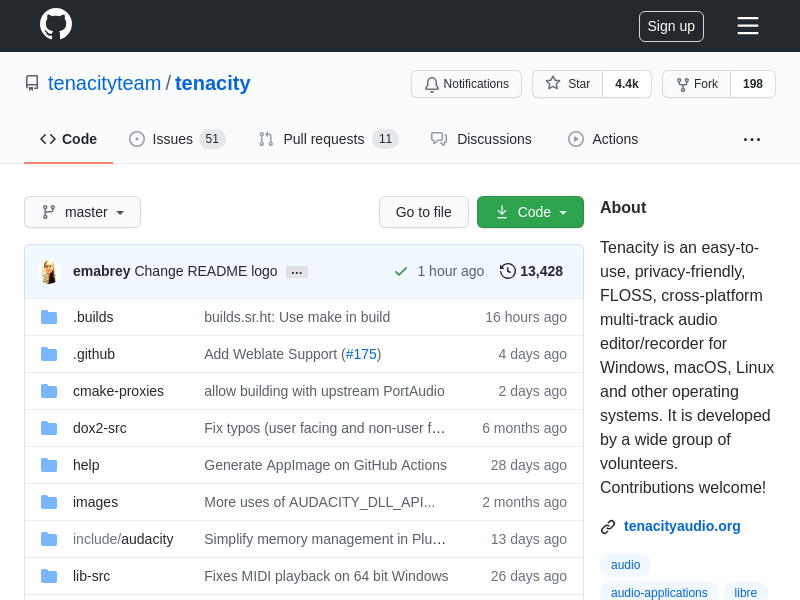 Sign up
tenacityteam / tenacity
Notifications
Star 4.4k
Fork 198
Code
Issues 51
Pull requests 11
Discussions
Actions
...
master
Go to file
Code
emabrey Change README logo ...
1 hour ago
13,428
.builds builds.sr.ht: Use make in build 16 hours ago
.github Add Weblate Support (#175) 4 days ago
cmake-proxies allow building with upstream PortAudio 2 days ago
dox2-src Fix typos (user facing and non-user f... 6 months ago
help Generate AppImage on GitHub Actions 28 days ago
images More uses of AUDACITY_DLL_API... 2 months ago
include/audacity Simplify memory management in Plu... 13 days ago
lib-src Fixes MIDI playback on 64 bit Windows 26 days ago
About
Tenacity is an easy-to-
use, privacy-friendly,
FLOSS, cross-platform
multi-track audio
editor/recorder for
Windows, macOS, Linux
and other operating
systems. It is developed
by a wide group of
volunteers.
Contributions welcome!
tenacityaudio.org
audio
audio-applications libre